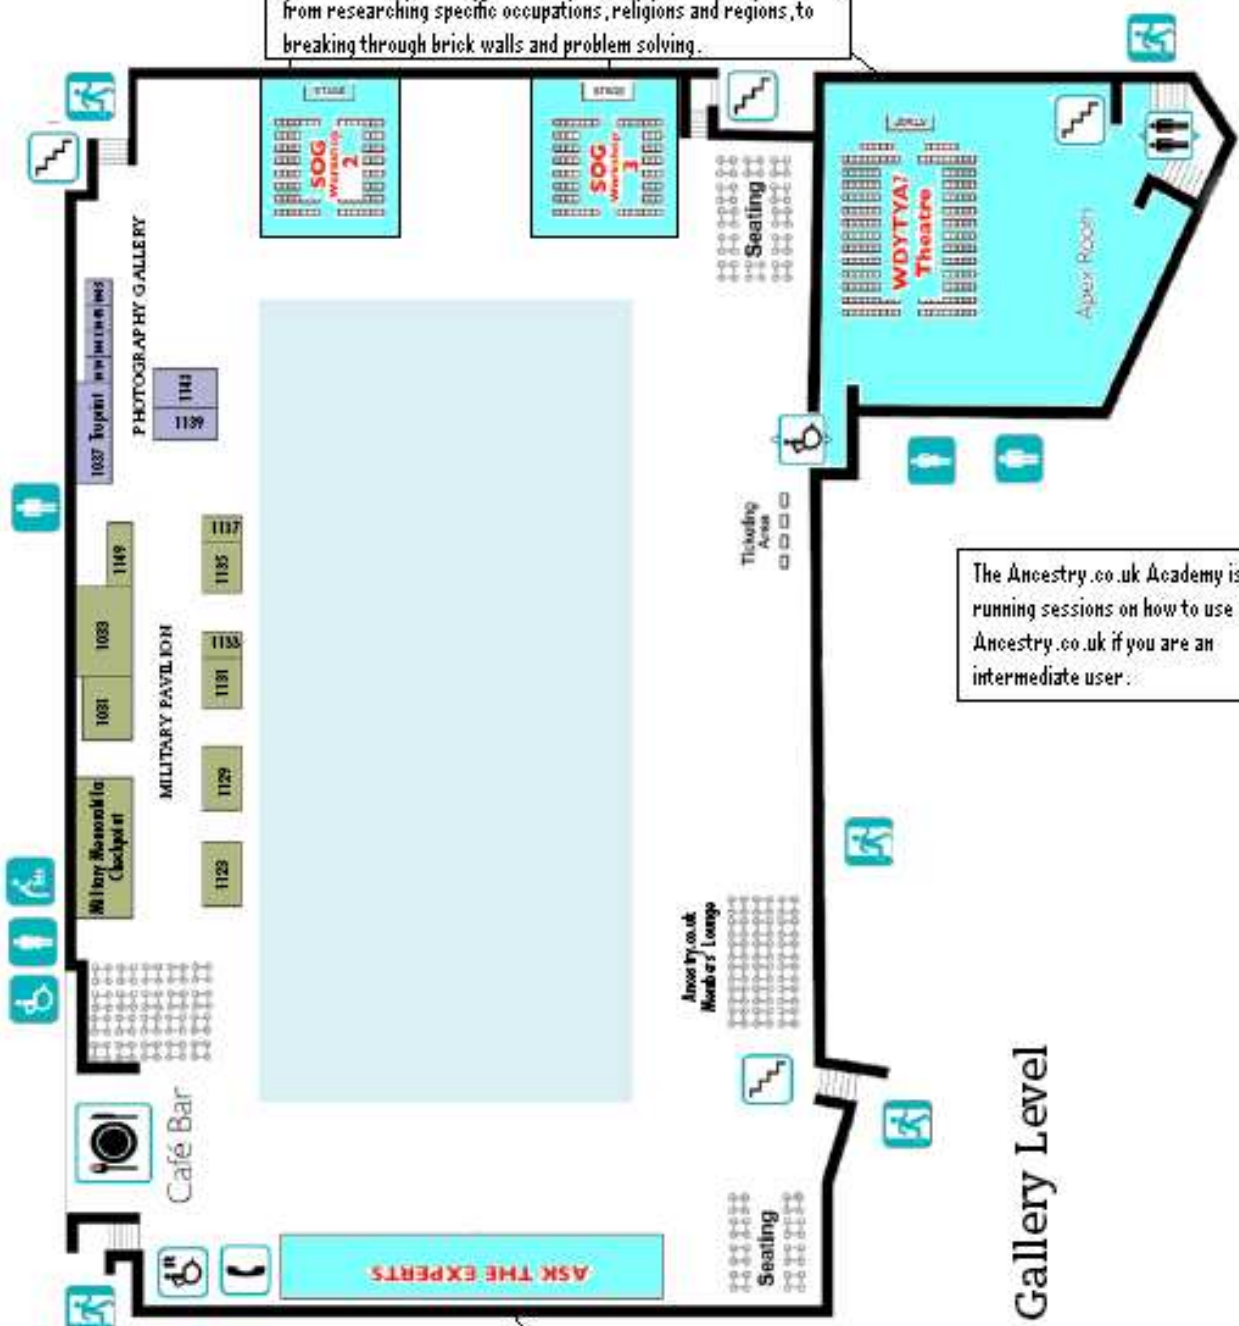 from researching specific occupations, religions and regions, to
breaking through brick walls and problem solving.
STAGE
SOG
Workshop
2
STAGE
SOG
Workshop
3
Seating
WDYTYA?
Theatre
Apex Room
PHOTOGRAPHY GALLERY
1037 Truprint
1143
1139
1149
1033
1031
MILITARY PAVILION
1137
1135
1133
1131
1129
1123
Military Memorabilia
Checkpoint
Ticketing
Area
The Ancestry.co.uk Academy is
running sessions on how to use
Ancestry.co.uk if you are an
intermediate user.
Ancestry.co.uk
Members' Lounge
Café Bar
ASK THE EXPERTS
Seating
Gallery Level